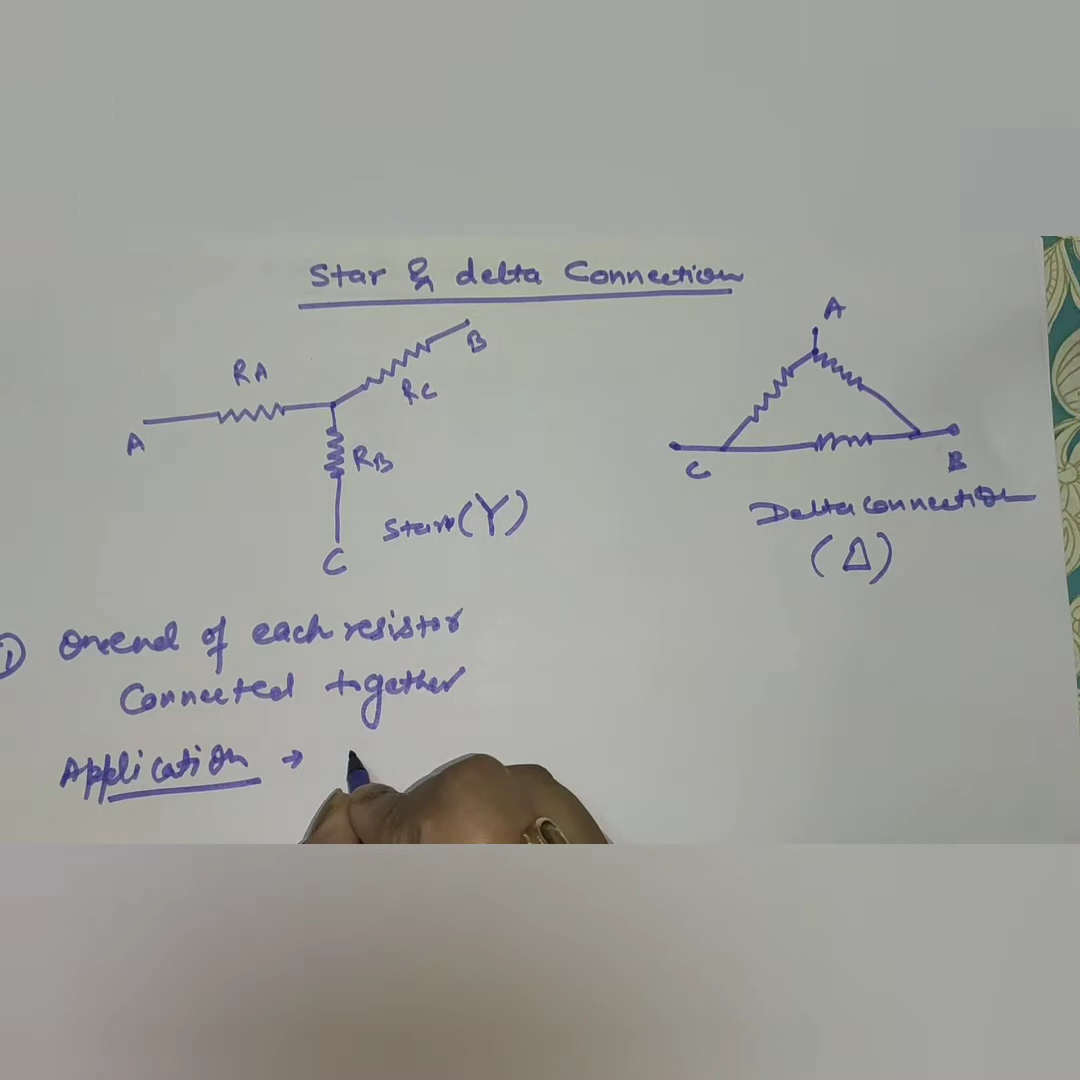 Star & delta Connection
A
RA
B
RC
A
RB
C
B
Star (Y)
Delta connection
C
(Δ)
1) One end of each resistor
Connected together
Application →